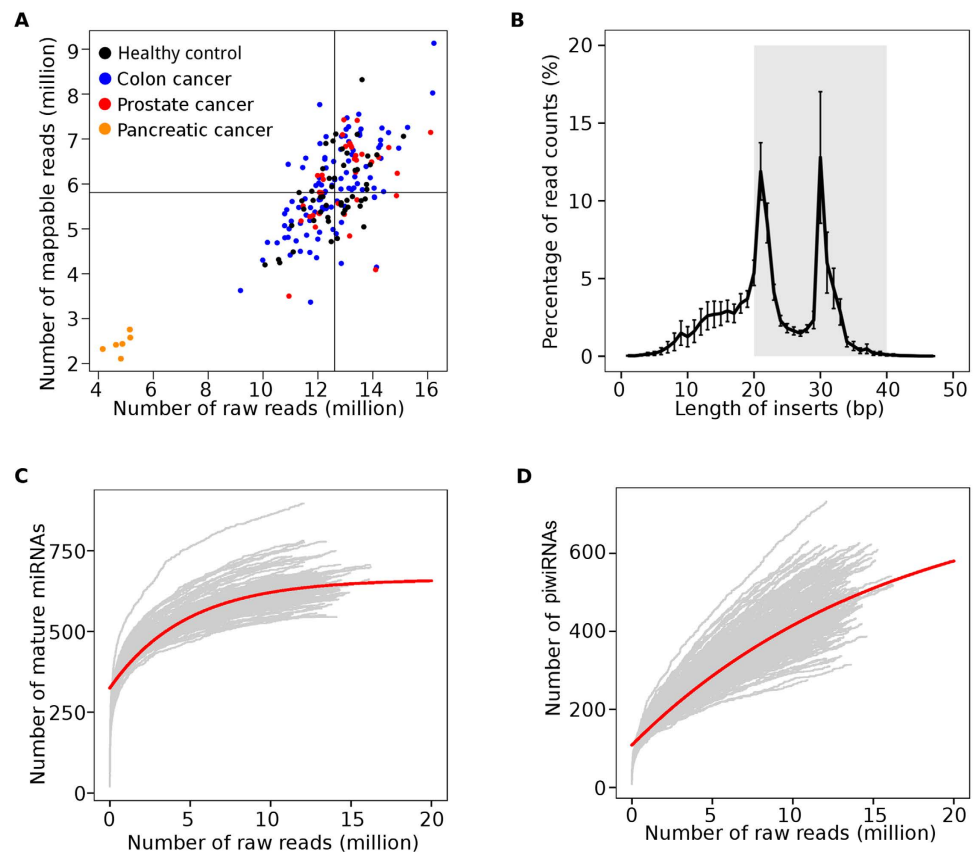 A
Number of mappable reads (million)
9
8
7
6
5
4
3
2
Healthy control
Colon cancer
Prostate cancer
Pancreatic cancer
4 6 8 10 12 14 16
Number of raw reads (million)
B
Percentage of read counts (%)
20
15
10
5
0
0 10 20 30 40 50
Length of inserts (bp)
C
Number of mature miRNAs
750
500
250
0
0 5 10 15 20
Number of raw reads (million)
D
Number of piwiRNAs
600
400
200
0
0 5 10 15 20
Number of raw reads (million)